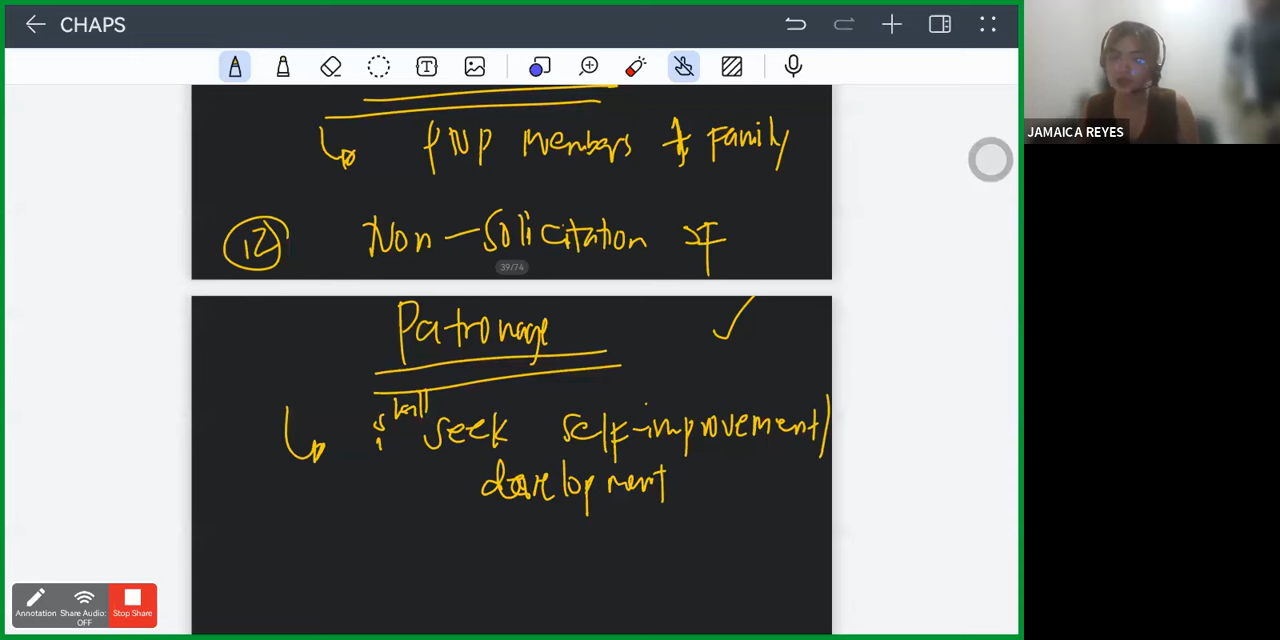 CHAPS
JAMAICA REYES
PNP Members & Family
12 Non-Solicitation of
39/74
Patronage
shall seek self-improvement/
development
Annotation
Share Audio: OFF
Stop Share